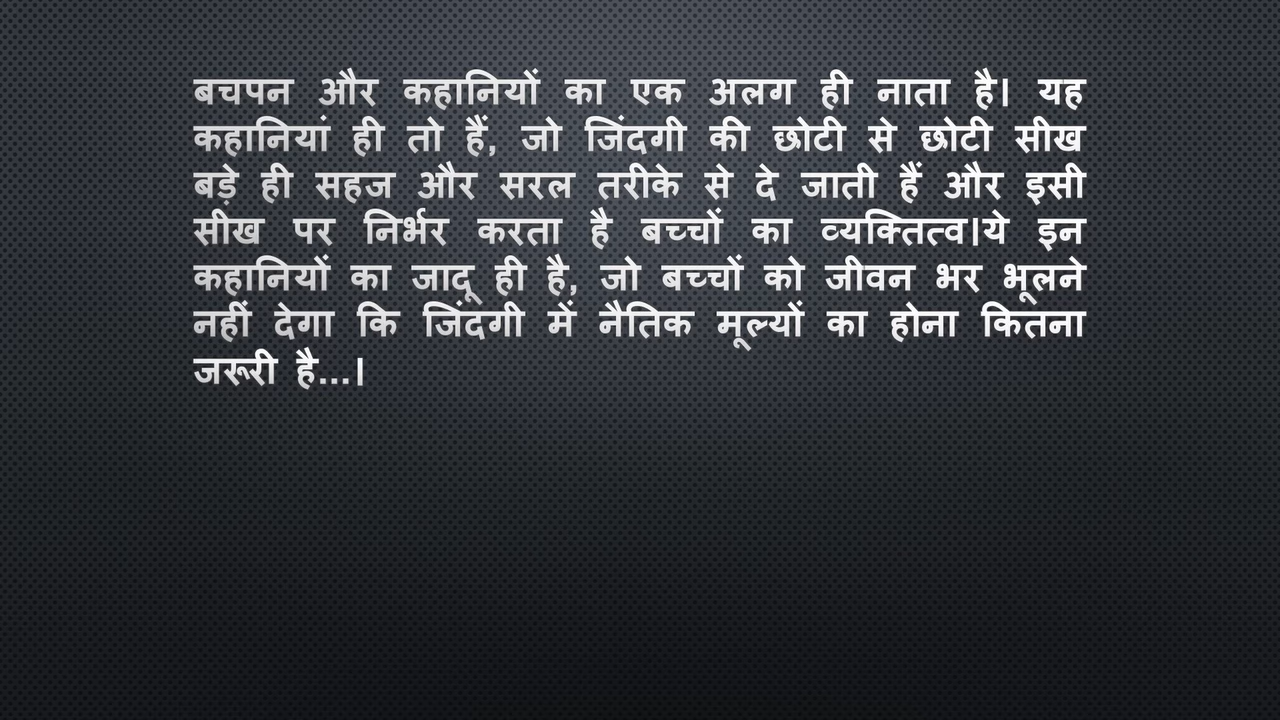 बचपन और कहानियों का एक अलग ही नाता है। यह
कहानियां ही तो हैं, जो जिंदगी की छोटी से छोटी सीख
बड़े ही सहज और सरल तरीके से दे जाती हैं और इसी
सीख पर निर्भर करता है बच्चों का व्यक्तित्व।ये इन
कहानियों का जादू ही है, जो बच्चों को जीवन भर भूलने
नहीं देगा कि जिंदगी में नैतिक मूल्यों का होना कितना
जरूरी है...।